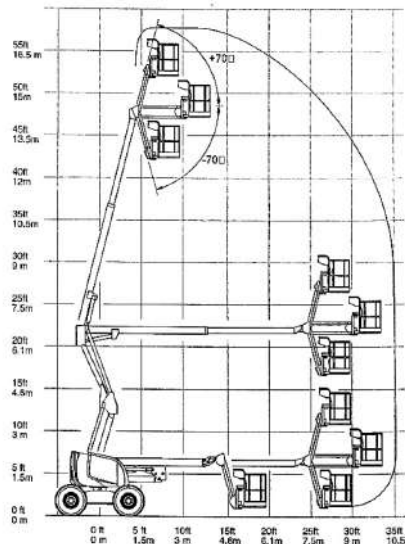 55ft
16.5 m
+70□
50ft
15m
45ft
13.5m
-70□
40ft
12m
35ft
10.5m
30ft
9 m
25ft
7.5m
20ft
6.1m
15ft
4.6m
10ft
3 m
5 ft
1.5m
0 ft
0 m
0 ft 5 ft 10ft 15ft 20ft 25ft 30ft 35ft
0 m 1.5m 3 m 4.6m 6.1m 7.5m 9 m 10.5